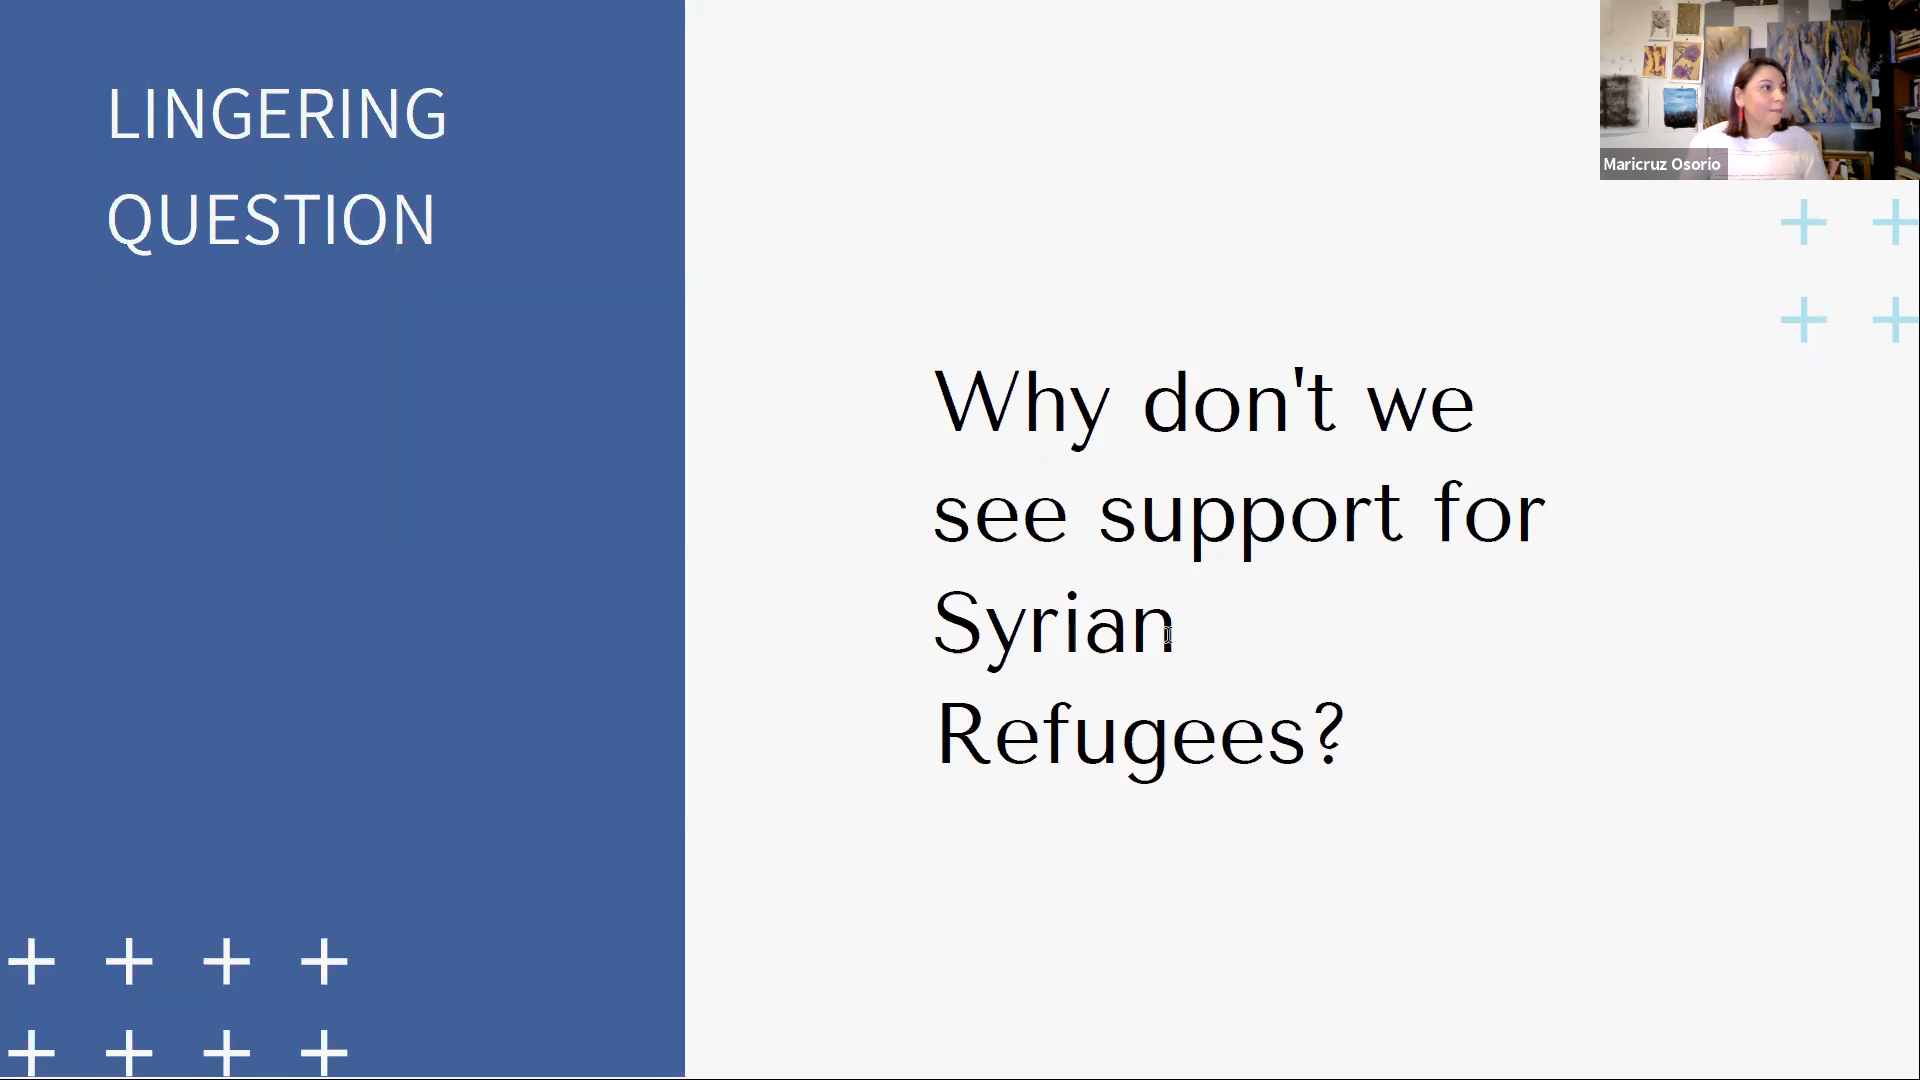 LINGERING
QUESTION
Why don't we
see support for
Syrian
Refugees?
Maricruz Osorio